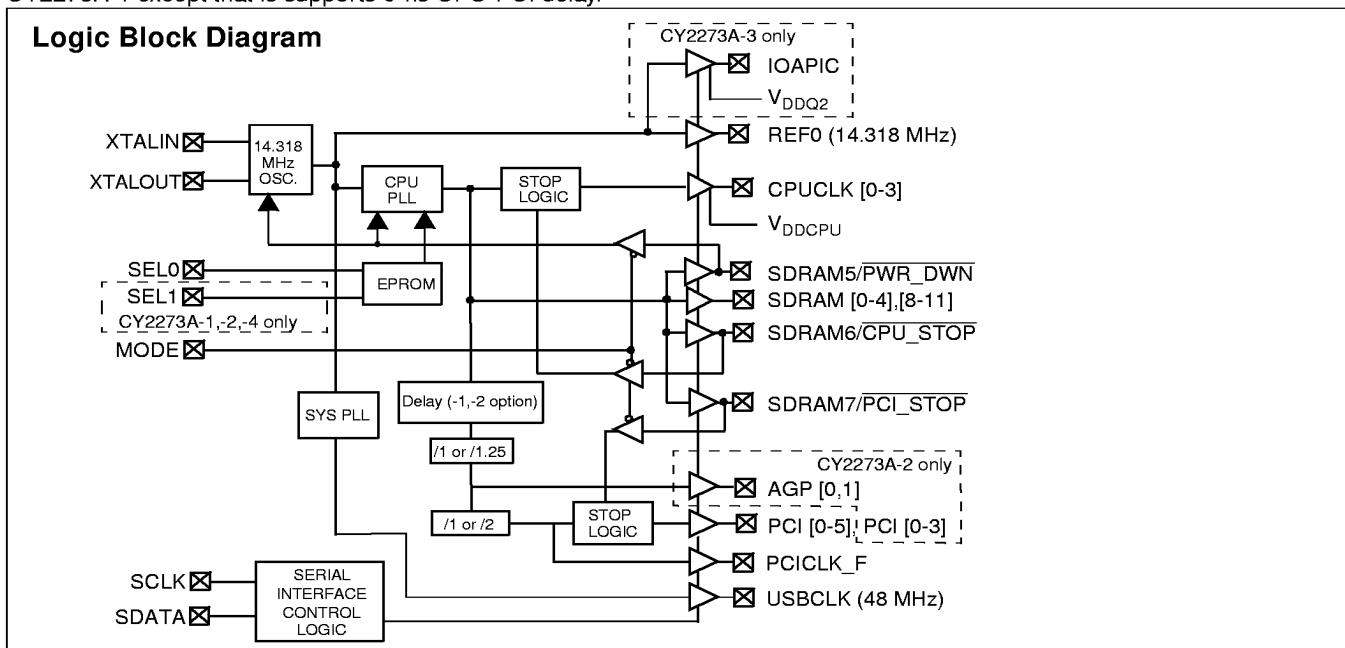 Logic Block Diagram
CY2273A-3 only
IOAPIC
VDDQ2
XTALIN
14.318
MHz
OSC.
REF0 (14.318 MHz)
XTALOUT
CPU
PLL
STOP
LOGIC
CPUCLK [0-3]
VDDCPU
SEL0
EPROM
SDRAM5/PWR_DWN
SEL1
SDRAM [0-4],[8-11]
CY2273A-1,-2,-4 only
SDRAM6/CPU_STOP
MODE
SYS PLL
Delay (-1,-2 option)
SDRAM7/PCI_STOP
/1 or /1.25
CY2273A-2 only
AGP [0,1]
/1 or /2
STOP
LOGIC
PCI [0-5], PCI [0-3]
PCICLK_F
SCLK
SERIAL
INTERFACE
CONTROL
LOGIC
USBCLK (48 MHz)
SDATA